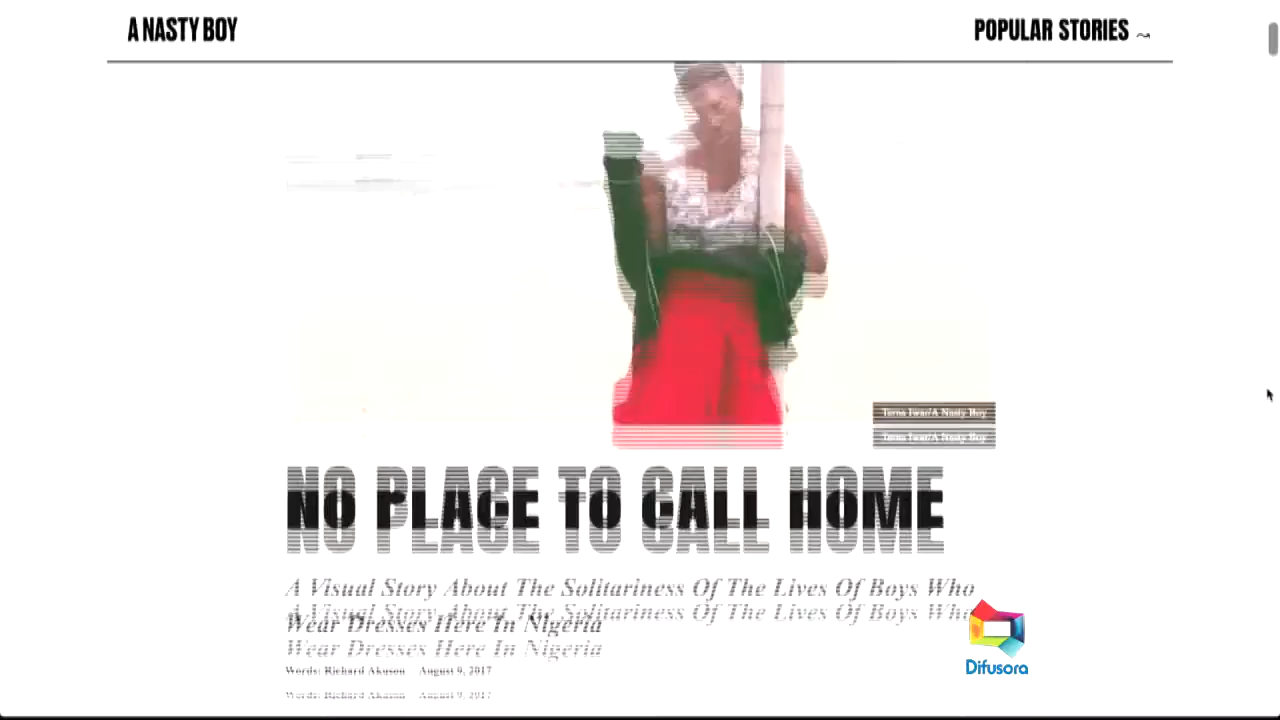 A NASTY BOY
POPULAR STORIES
NO PLACE TO CALL HOME
A Visual Story About The Solitariness Of The Lives Of Boys Who
Wear Dresses Here In Nigeria
Words: Richard Akuson August 9, 2017
Difusora